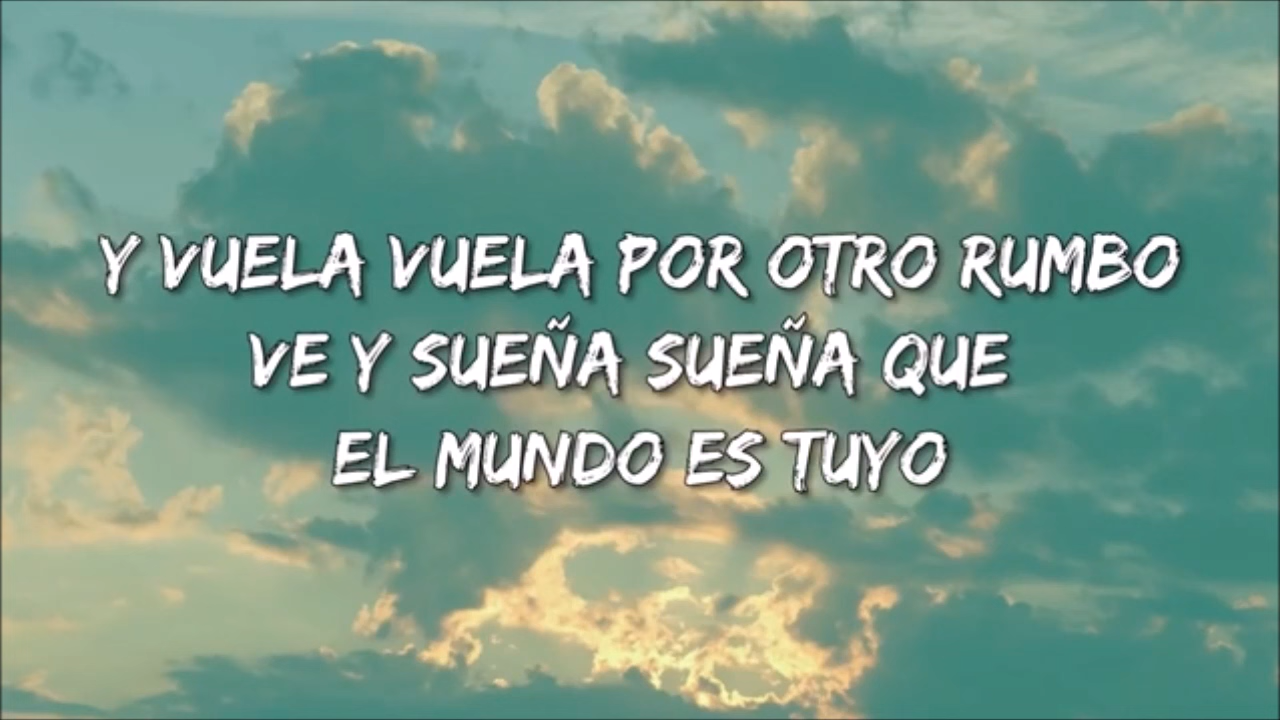 Y VUELA VUELA POR OTRO RUMBO
VE Y SUEÑA SUEÑA QUE
EL MUNDO ES TUYO